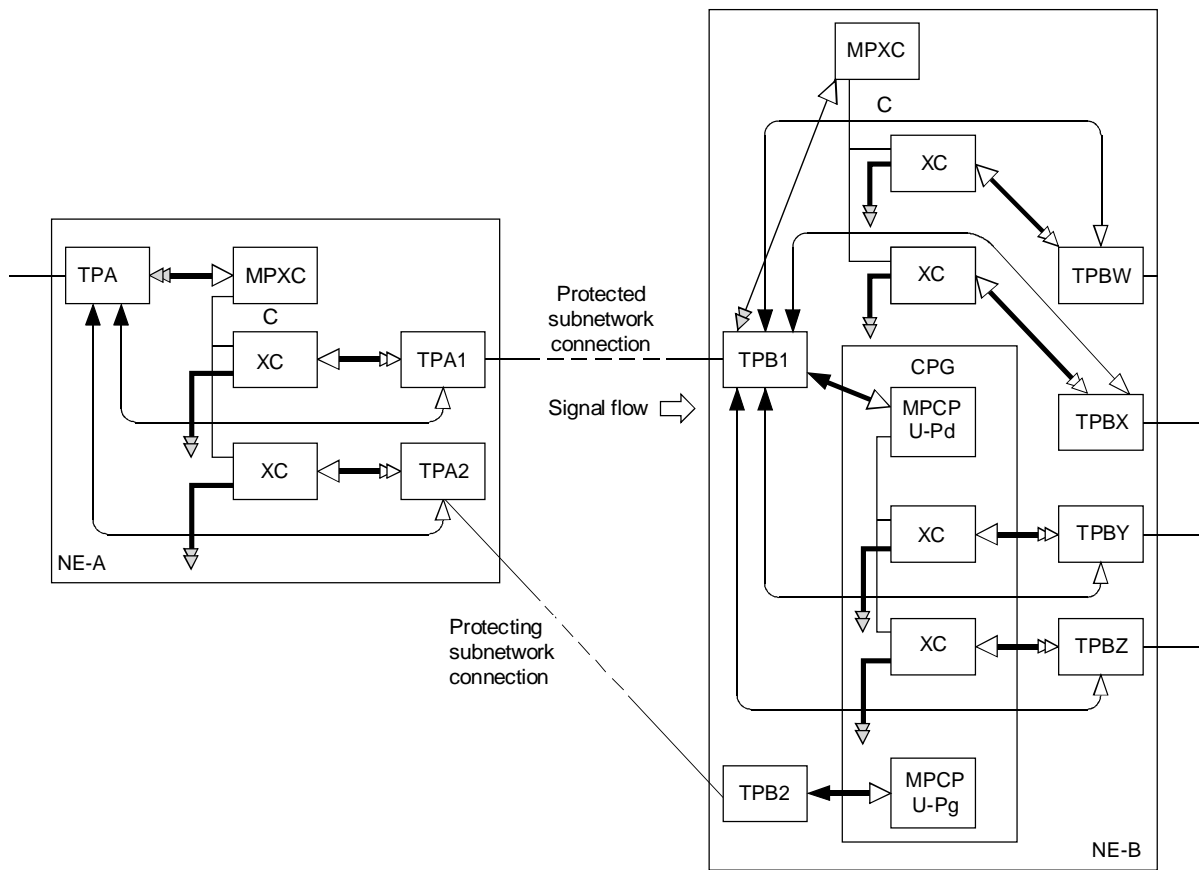 MPXC
C
XC
XC
TPBW
TPA
MPXC
C
XC
TPA1
Protected
subnetwork
connection
TPB1
CPG
MPCP
U-Pd
TPBX
Signal flow
XC
TPA2
NE-A
XC
TPBY
Protecting
subnetwork
connection
XC
TPBZ
TPB2
MPCP
U-Pg
NE-B